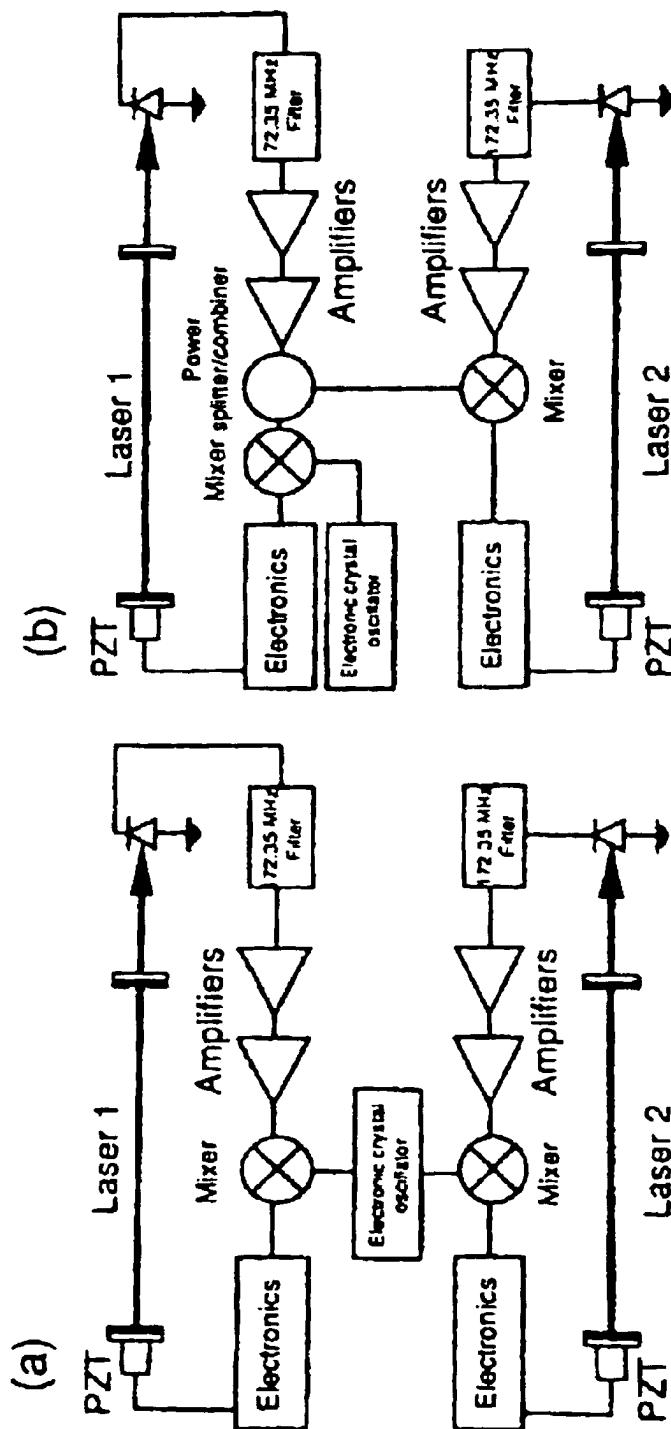 (a)
PZT
Laser 1
Electronics
Mixer
Amplifiers
72.35 MHz
Filter
Electronic crystal
oscillator
Electronics
Mixer
Amplifiers
72.35 MHz
Filter
PZT
Laser 2
(b)
PZT
Laser 1
Power
Mixer spliner/combiner
Electronics
Amplifiers
72.35 MHz
Filter
Electronic crystal
oscillator
Electronics
Mixer
Amplifiers
72.35 MHz
Filter
PZT
Laser 2